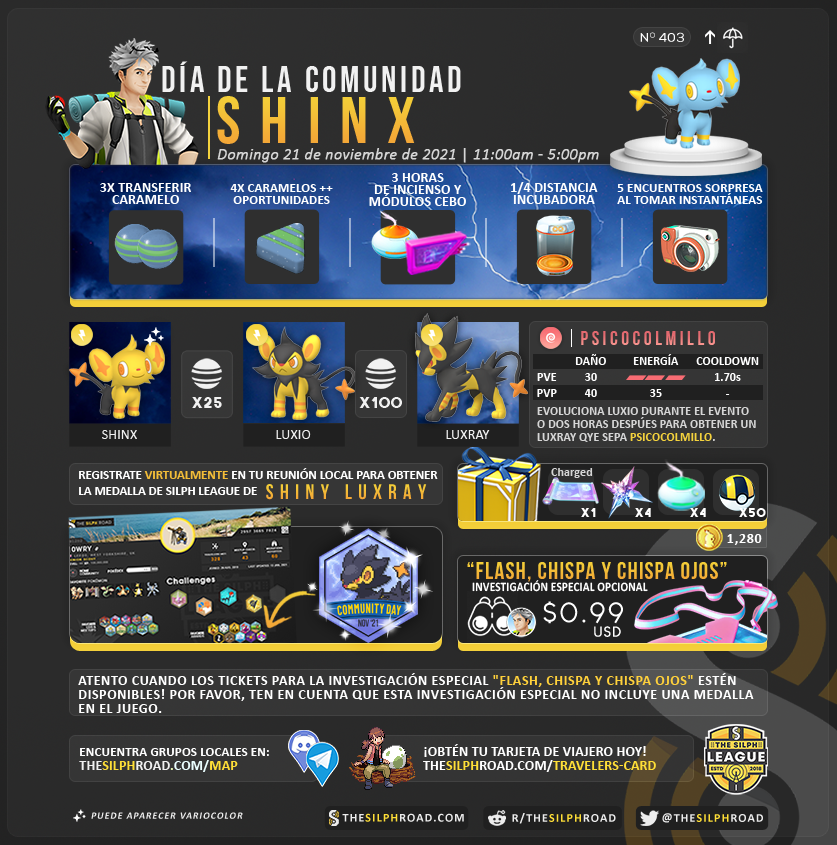 Nº 403
DÍA DE LA COMUNIDAD
SHINX
Domingo 21 de noviembre de 2021 | 11:00am - 5:00pm
3X TRANSFERIR
CARAMELO
4X CARAMELOS ++
OPORTUNIDADES
3 HORAS
DE INCIENSO Y
MÓDULOS CEBO
1/4 DISTANCIA
INCUBADORA
5 ENCUENTROS SORPRESA
AL TOMAR INSTANTÁNEAS
X25
X100
SHINX
LUXIO
LUXRAY
PSICOCOLMILLO
DAÑO ENERGÍA COOLDOWN
PVE 30 1.70s
PVP 40 35 -
EVOLUCIONA LUXIO DURANTE EL EVENTO
O DOS HORAS DESPÚES PARA OBTENER UN
LUXRAY QYE SEPA PSICOCOLMILLO.
REGISTRATE VIRTUALMENTE EN TU REUNIÓN LOCAL PARA OBTENER
LA MEDALLA DE SILPH LEAGUE DE SHINY LUXRAY
THE SILPH ROAD
OWRY
Challenges
COMMUNITY DAY
NOV '21
Charged
X1
X4
X4
X50
1,280
“FLASH, CHISPA Y CHISPA OJOS”
INVESTIGACIÓN ESPECIAL OPCIONAL
$0.99
USD
ATENTO CUANDO LOS TICKETS PARA LA INVESTIGACIÓN ESPECIAL "FLASH, CHISPA Y CHISPA OJOS" ESTÉN
DISPONIBLES! POR FAVOR, TEN EN CUENTA QUE ESTA INVESTIGACIÓN ESPECIAL NO INCLUYE UNA MEDALLA
EN EL JUEGO.
ENCUENTRA GRUPOS LOCALES EN:
THESILPHROAD.COM/MAP
¡OBTÉN TU TARJETA DE VIAJERO HOY!
THESILPHROAD.COM/TRAVELERS-CARD
THE SILPH
LEAGUE
ESTD 2018
PUEDE APARECER VARIOCOLOR
THESILPHROAD.COM
R/THESILPHROAD
@THESILPHROAD